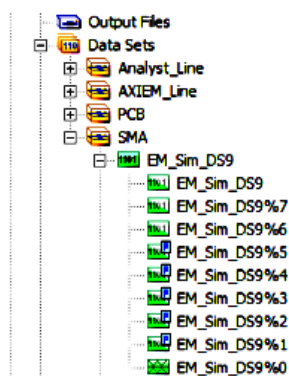 Output Files
Data Sets
Analyst_Line
AXIEM_Line
PCB
SMA
EM_Sim_DS9
EM_Sim_DS9
EM_Sim_DS9%7
EM_Sim_DS9%6
EM_Sim_DS9%5
EM_Sim_DS9%4
EM_Sim_DS9%3
EM_Sim_DS9%2
EM_Sim_DS9%1
EM_Sim_DS9%0